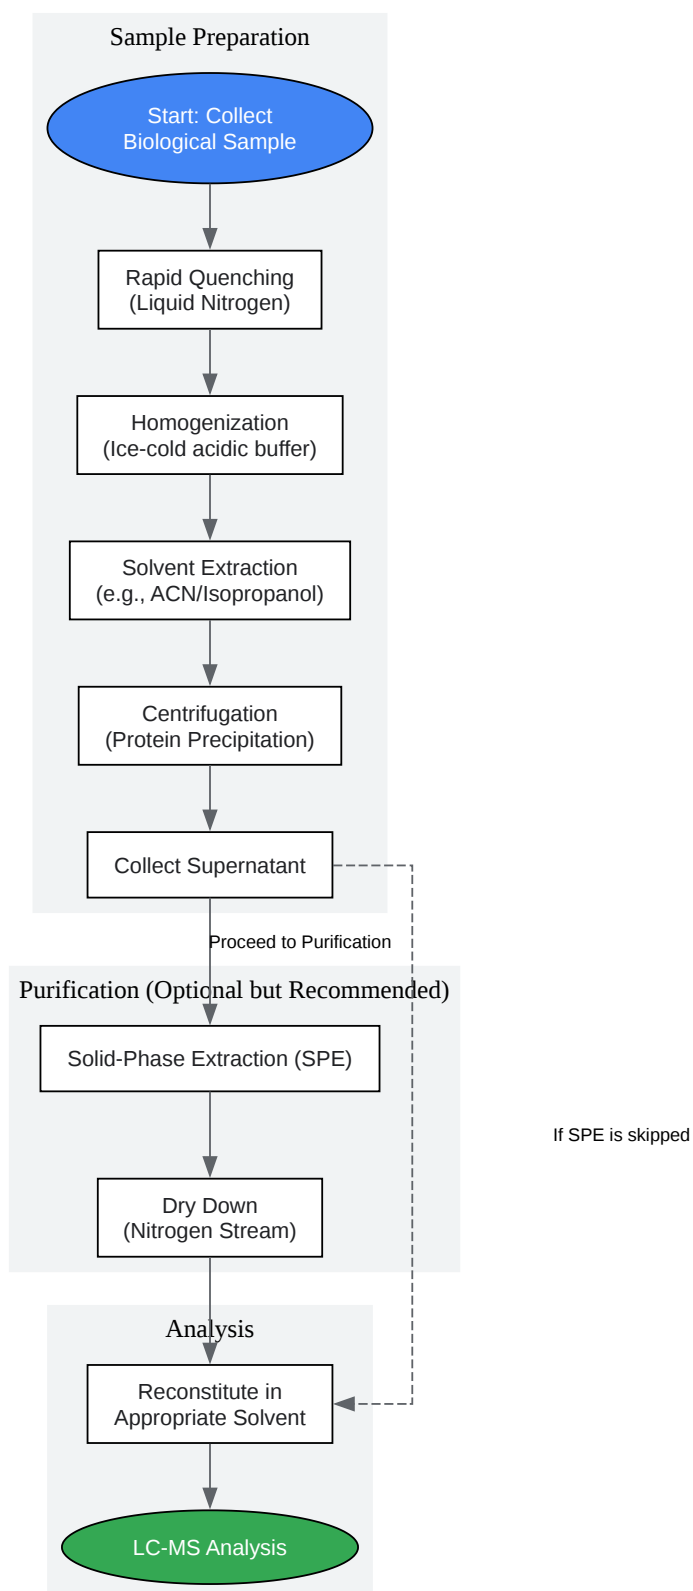 Sample Preparation
Start: Collect
Biological Sample
Rapid Quenching
(Liquid Nitrogen)
Homogenization
(Ice-cold acidic buffer)
Solvent Extraction
(e.g., ACN/Isopropanol)
Centrifugation
(Protein Precipitation)
Collect Supernatant
Proceed to Purification
Purification (Optional but Recommended)
Solid-Phase Extraction (SPE)
If SPE is skipped
Dry Down
(Nitrogen Stream)
Analysis
Reconstitute in
Appropriate Solvent
LC-MS Analysis